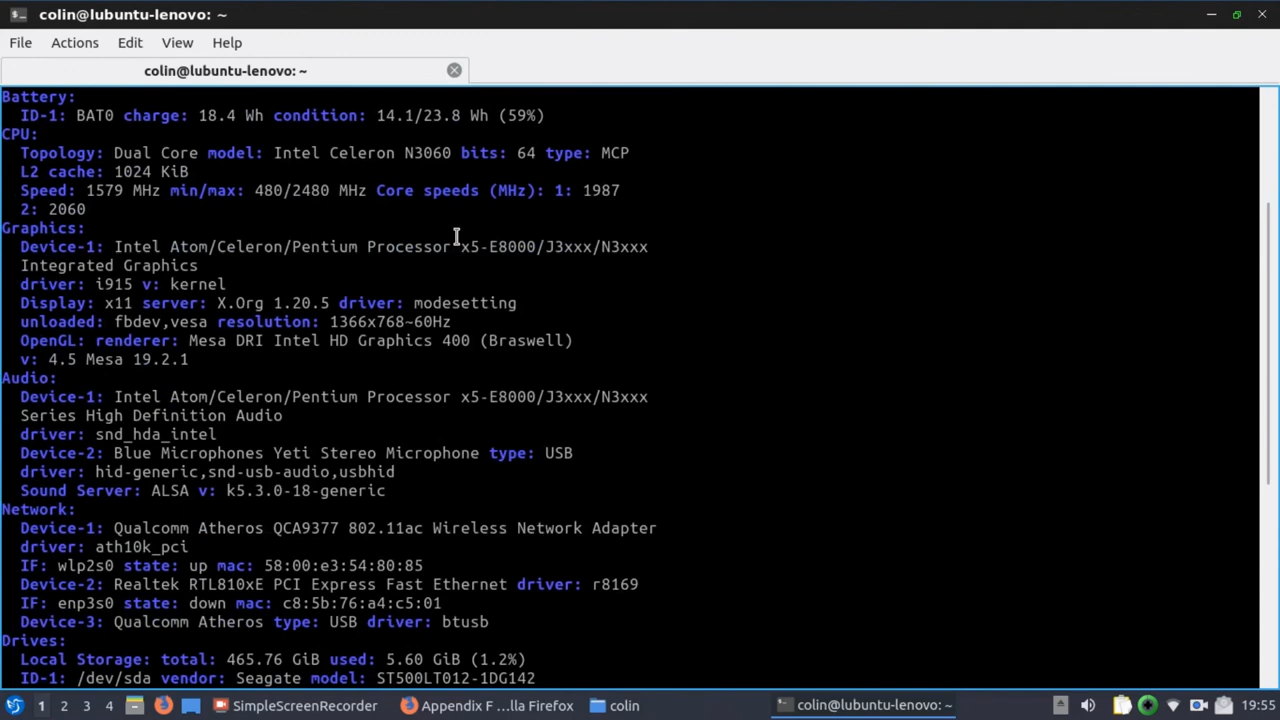 colin@lubuntu-lenovo: ~
File Actions Edit View Help
colin@lubuntu-lenovo: ~
Battery:
ID-1: BAT0 charge: 18.4 Wh condition: 14.1/23.8 Wh (59%)
CPU:
Topology: Dual Core model: Intel Celeron N3060 bits: 64 type: MCP
L2 cache: 1024 KiB
Speed: 1579 MHz min/max: 480/2480 MHz Core speeds (MHz): 1: 1987
2: 2060
Graphics:
Device-1: Intel Atom/Celeron/Pentium Processor x5-E8000/J3xxx/N3xxx
Integrated Graphics
driver: i915 v: kernel
Display: x11 server: X.Org 1.20.5 driver: modesetting
unloaded: fbdev,vesa resolution: 1366x768~60Hz
OpenGL: renderer: Mesa DRI Intel HD Graphics 400 (Braswell)
v: 4.5 Mesa 19.2.1
Audio:
Device-1: Intel Atom/Celeron/Pentium Processor x5-E8000/J3xxx/N3xxx
Series High Definition Audio
driver: snd_hda_intel
Device-2: Blue Microphones Yeti Stereo Microphone type: USB
driver: hid-generic,snd-usb-audio,usbhid
Sound Server: ALSA v: k5.3.0-18-generic
Network:
Device-1: Qualcomm Atheros QCA9377 802.11ac Wireless Network Adapter
driver: ath10k_pci
IF: wlp2s0 state: up mac: 58:00:e3:54:80:85
Device-2: Realtek RTL810xE PCI Express Fast Ethernet driver: r8169
IF: enp3s0 state: down mac: c8:5b:76:a4:c5:01
Device-3: Qualcomm Atheros type: USB driver: btusb
Drives:
Local Storage: total: 465.76 GiB used: 5.60 GiB (1.2%)
ID-1: /dev/sda vendor: Seagate model: ST500LT012-1DG142
1 2 3 4 SimpleScreenRecorder Appendix F ...lla Firefox colin colin@lubuntu-lenovo: ~ 19:55